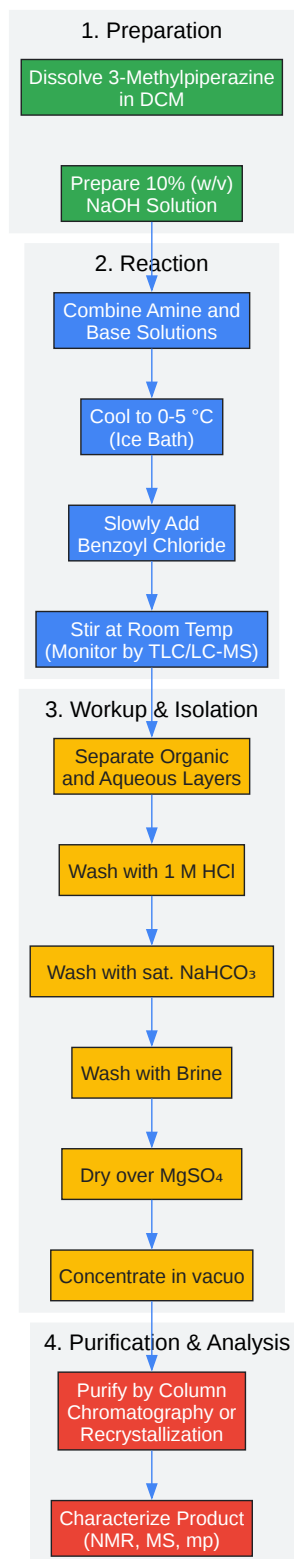 1. Preparation
Dissolve 3-Methylpiperazine
in DCM
Prepare 10% (w/v)
NaOH Solution
2. Reaction
Combine Amine and
Base Solutions
Cool to 0-5 °C
(Ice Bath)
Slowly Add
Benzoyl Chloride
Stir at Room Temp
(Monitor by TLC/LC-MS)
3. Workup & Isolation
Separate Organic
and Aqueous Layers
Wash with 1 M HCl
Wash with sat. NaHCO₃
Wash with Brine
Dry over MgSO₄
Concentrate in vacuo
4. Purification & Analysis
Purify by Column
Chromatography or
Recrystallization
Characterize Product
(NMR, MS, mp)